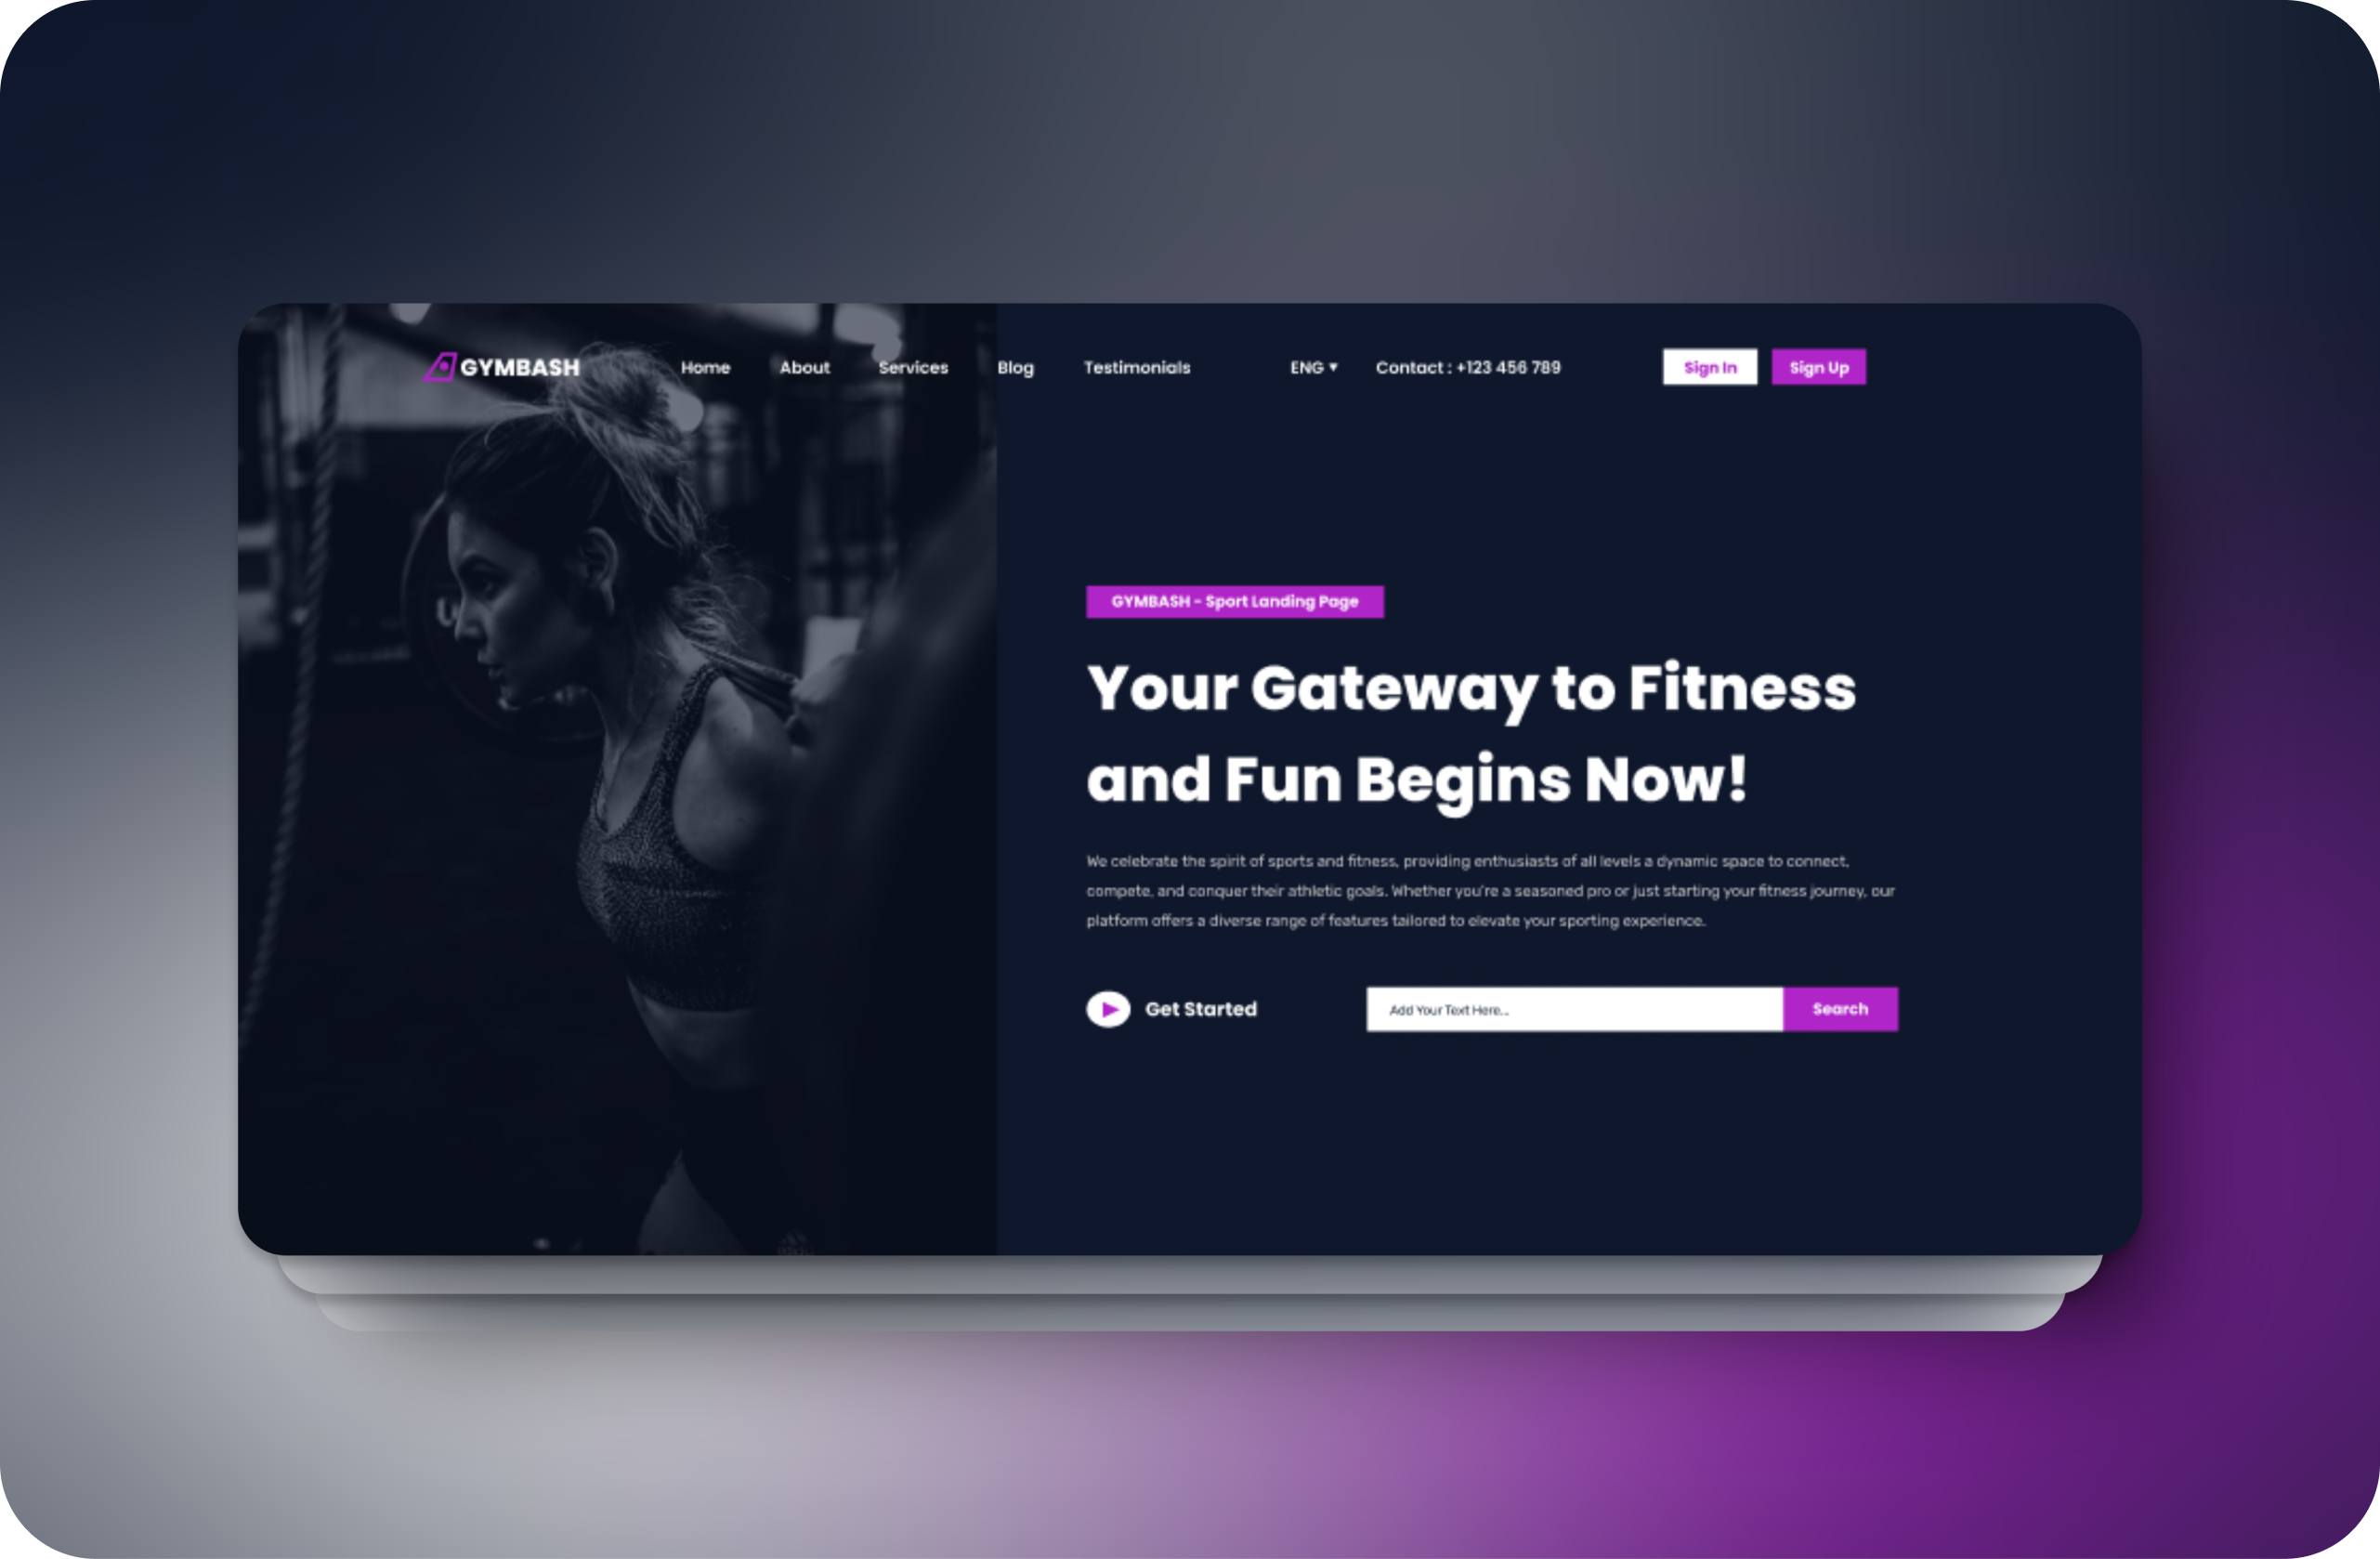 GYMBASH
Home
About
Services
Blog
Testimonials
ENG ▾
Contact : +123 456 789
Sign In
Sign Up
GYMBASH - Sport Landing Page
Your Gateway to Fitness
and Fun Begins Now!
We celebrate the spirit of sports and fitness, providing enthusiasts of all levels a dynamic space to connect,
compete, and conquer their athletic goals. Whether you're a seasoned pro or just starting your fitness journey, our
platform offers a diverse range of features tailored to elevate your sporting experience.
Get Started
Add Your Text Here...
Search